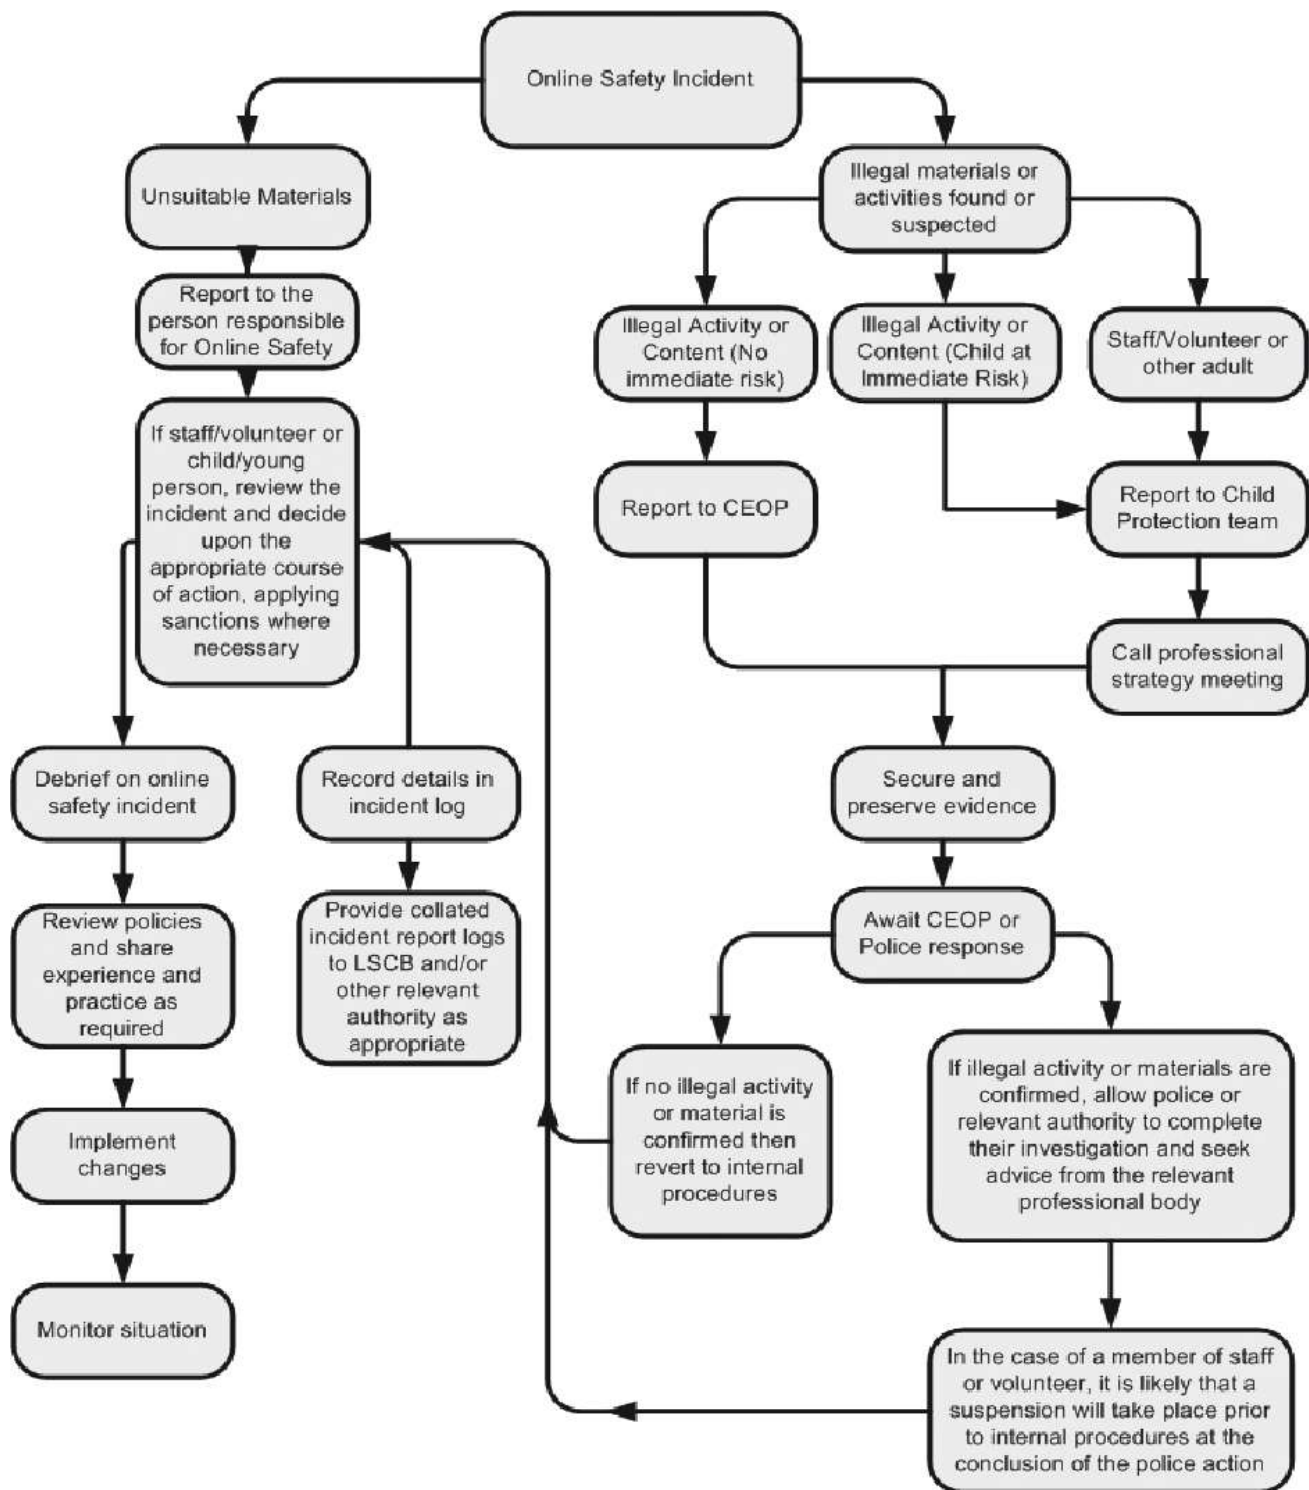 Online Safety Incident
Unsuitable Materials
Report to the
person responsible
for Online Safety
If staff/volunteer or
child/young
person, review the
incident and decide
upon the
appropriate course
of action, applying
sanctions where
necessary
Debrief on online
safety incident
Review policies
and share
experience and
practice as
required
Implement
changes
Monitor situation
Record details in
incident log
Provide collated
incident report logs
to LSCB and/or
other relevant
authority as
appropriate
Illegal materials or
activities found or
suspected
Illegal Activity or
Content (No
immediate risk)
Illegal Activity or
Content (Child at
Immediate Risk)
Staff/Volunteer or
other adult
Report to CEOP
Report to Child
Protection team
Call professional
strategy meeting
Secure and
preserve evidence
Await CEOP or
Police response
If no illegal activity
or material is
confirmed then
revert to internal
procedures
If illegal activity or materials are
confirmed, allow police or
relevant authority to complete
their investigation and seek
advice from the relevant
professional body
In the case of a member of staff
or volunteer, it is likely that a
suspension will take place prior
to internal procedures at the
conclusion of the police action